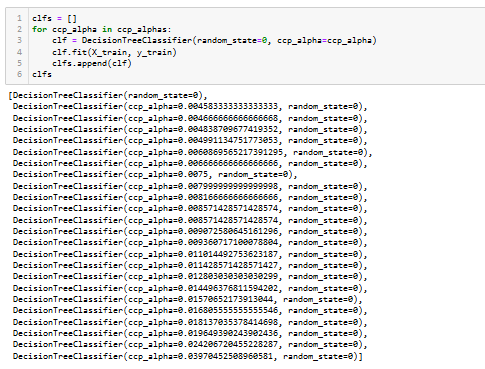 1 clfs = []
2 for ccp_alpha in ccp_alphas:
3 clf = DecisionTreeClassifier(random_state=0, ccp_alpha=ccp_alpha)
4 clf.fit(X_train, y_train)
5 clfs.append(clf)
6 clfs
[DecisionTreeClassifier(random_state=0),
DecisionTreeClassifier(ccp_alpha=0.004583333333333333, random_state=0),
DecisionTreeClassifier(ccp_alpha=0.004666666666666668, random_state=0),
DecisionTreeClassifier(ccp_alpha=0.004838709677419352, random_state=0),
DecisionTreeClassifier(ccp_alpha=0.004991134751773053, random_state=0),
DecisionTreeClassifier(ccp_alpha=0.0060869565217391295, random_state=0),
DecisionTreeClassifier(ccp_alpha=0.006666666666666666, random_state=0),
DecisionTreeClassifier(ccp_alpha=0.0075, random_state=0),
DecisionTreeClassifier(ccp_alpha=0.007999999999999998, random_state=0),
DecisionTreeClassifier(ccp_alpha=0.008166666666666666, random_state=0),
DecisionTreeClassifier(ccp_alpha=0.008571428571428574, random_state=0),
DecisionTreeClassifier(ccp_alpha=0.008571428571428574, random_state=0),
DecisionTreeClassifier(ccp_alpha=0.009072580645161296, random_state=0),
DecisionTreeClassifier(ccp_alpha=0.009360717100078804, random_state=0),
DecisionTreeClassifier(ccp_alpha=0.011014492753623187, random_state=0),
DecisionTreeClassifier(ccp_alpha=0.011428571428571427, random_state=0),
DecisionTreeClassifier(ccp_alpha=0.012803030303030299, random_state=0),
DecisionTreeClassifier(ccp_alpha=0.014496376811594202, random_state=0),
DecisionTreeClassifier(ccp_alpha=0.01570652173913044, random_state=0),
DecisionTreeClassifier(ccp_alpha=0.016805555555555546, random_state=0),
DecisionTreeClassifier(ccp_alpha=0.018137035378414698, random_state=0),
DecisionTreeClassifier(ccp_alpha=0.019649390243902436, random_state=0),
DecisionTreeClassifier(ccp_alpha=0.024206720455228287, random_state=0),
DecisionTreeClassifier(ccp_alpha=0.03970452508960581, random_state=0)]